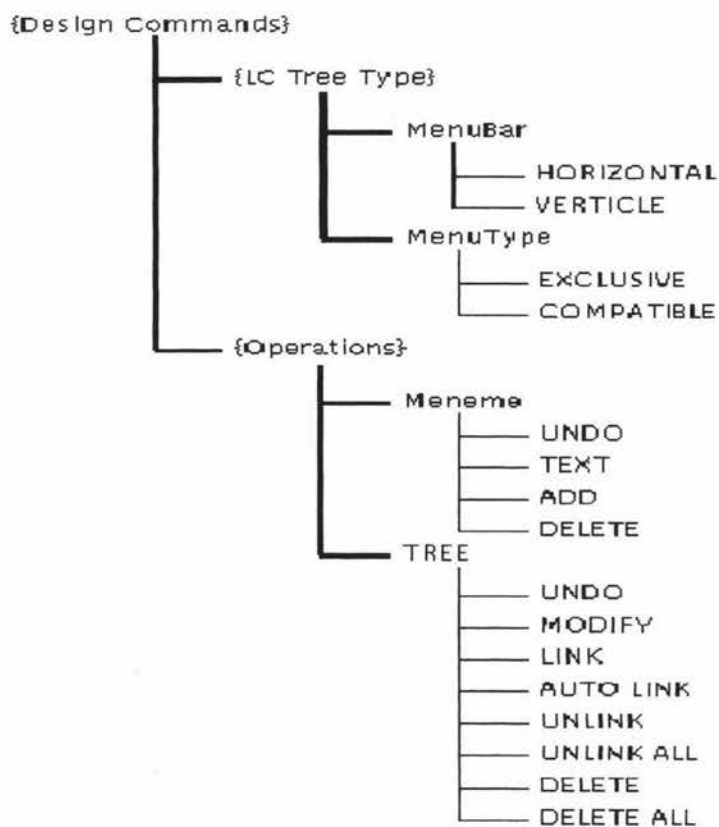 {Design Commands}
{LC Tree Type}
MenuBar
HORIZONTAL
VERTICLE
MenuType
EXCLUSIVE
COMPATIBLE
{Operations}
Meneme
UNDO
TEXT
ADD
DELETE
TREE
UNDO
MODIFY
LINK
AUTO LINK
UNLINK
UNLINK ALL
DELETE
DELETE ALL